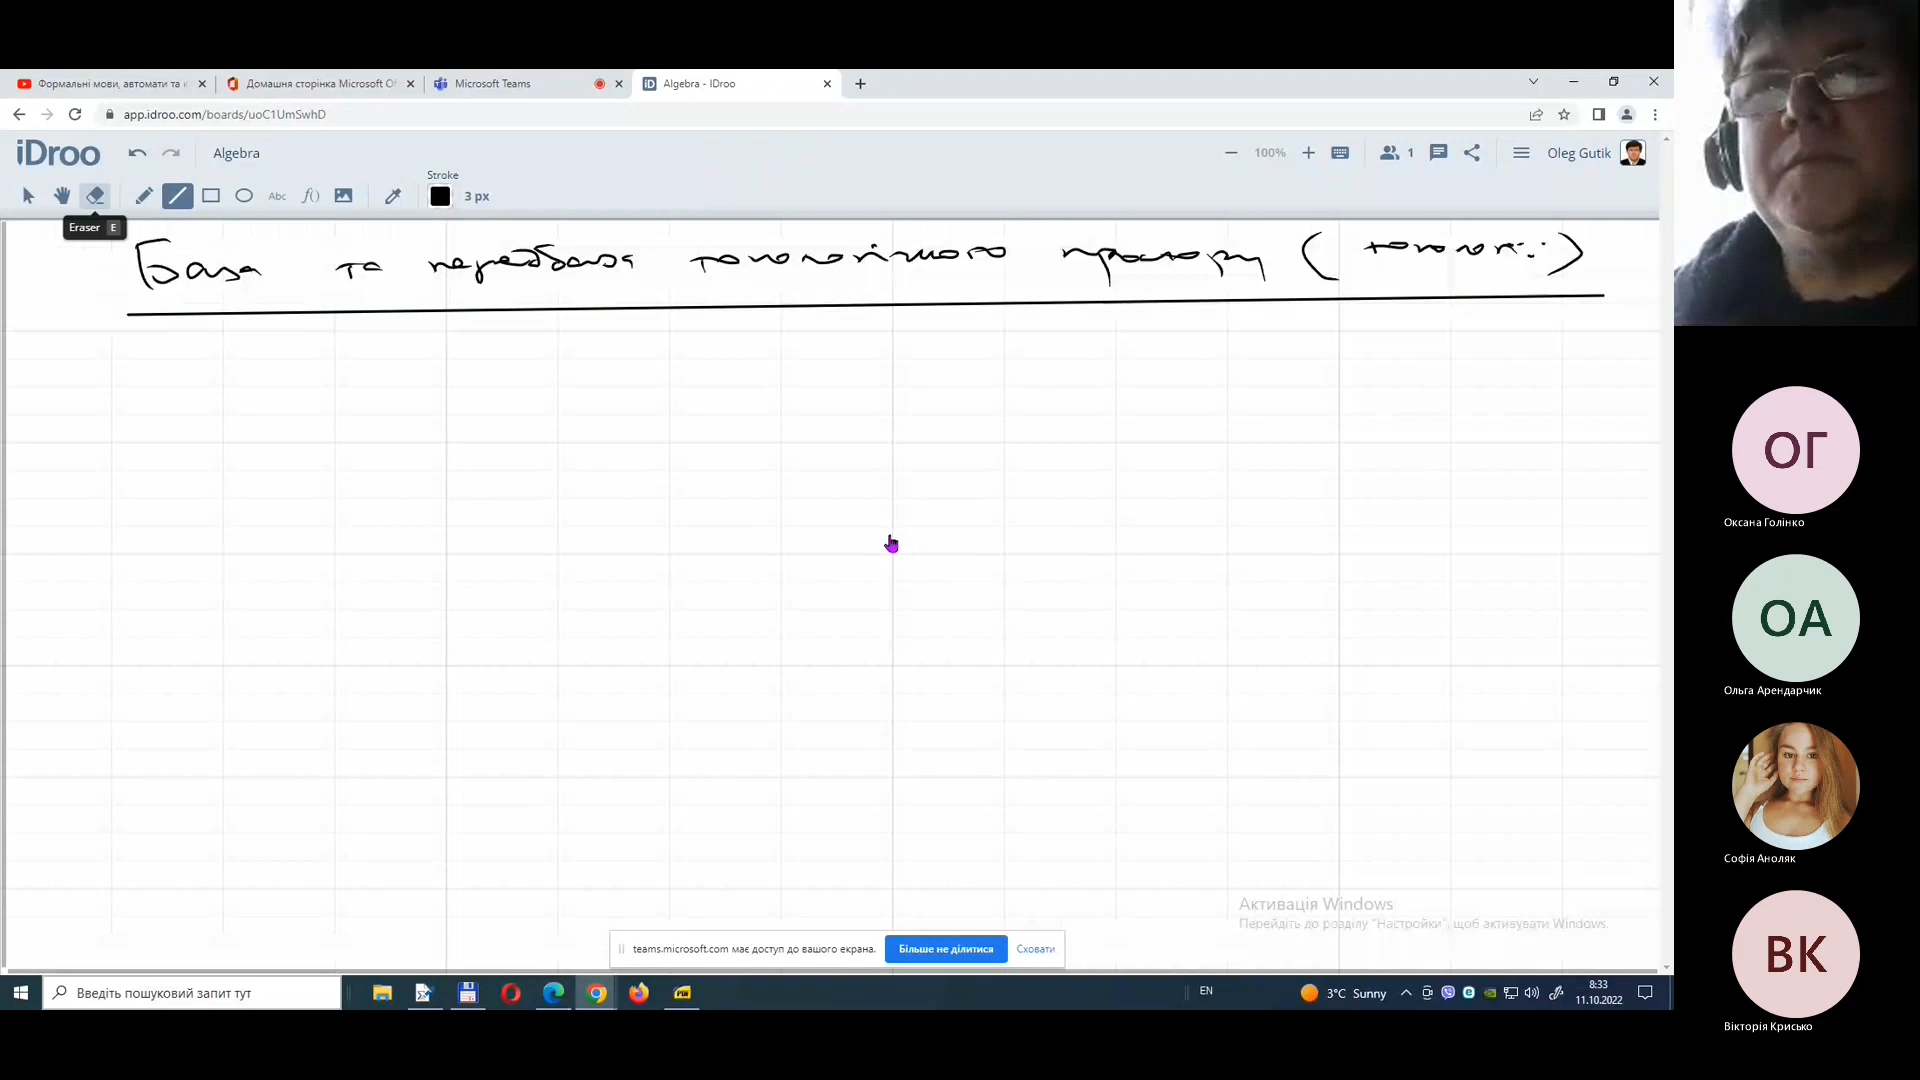 Формальні мови, автомати та к
Домашня сторінка Microsoft Of
Microsoft Teams
iD Algebra - IDroo
app.idroo.com/boards/uoC1UmSwhD
iDroo
Algebra
100%
1
Oleg Gutik
Abc
f()
Stroke
3 px
Eraser E
База та передбаза топологічного простору (топології)
Активація Windows
Перейдіть до розділу "Настройки", щоб активувати Windows.
teams.microsoft.com має доступ до вашого екрана.
Більше не ділитися
Сховати
Введіть пошуковий запит тут
EN
3°C Sunny
8:33
11.10.2022
ОГ
Оксана Голінко
ОА
Ольга Арендарчик
Софія Аноляк
ВК
Вікторія Крисько